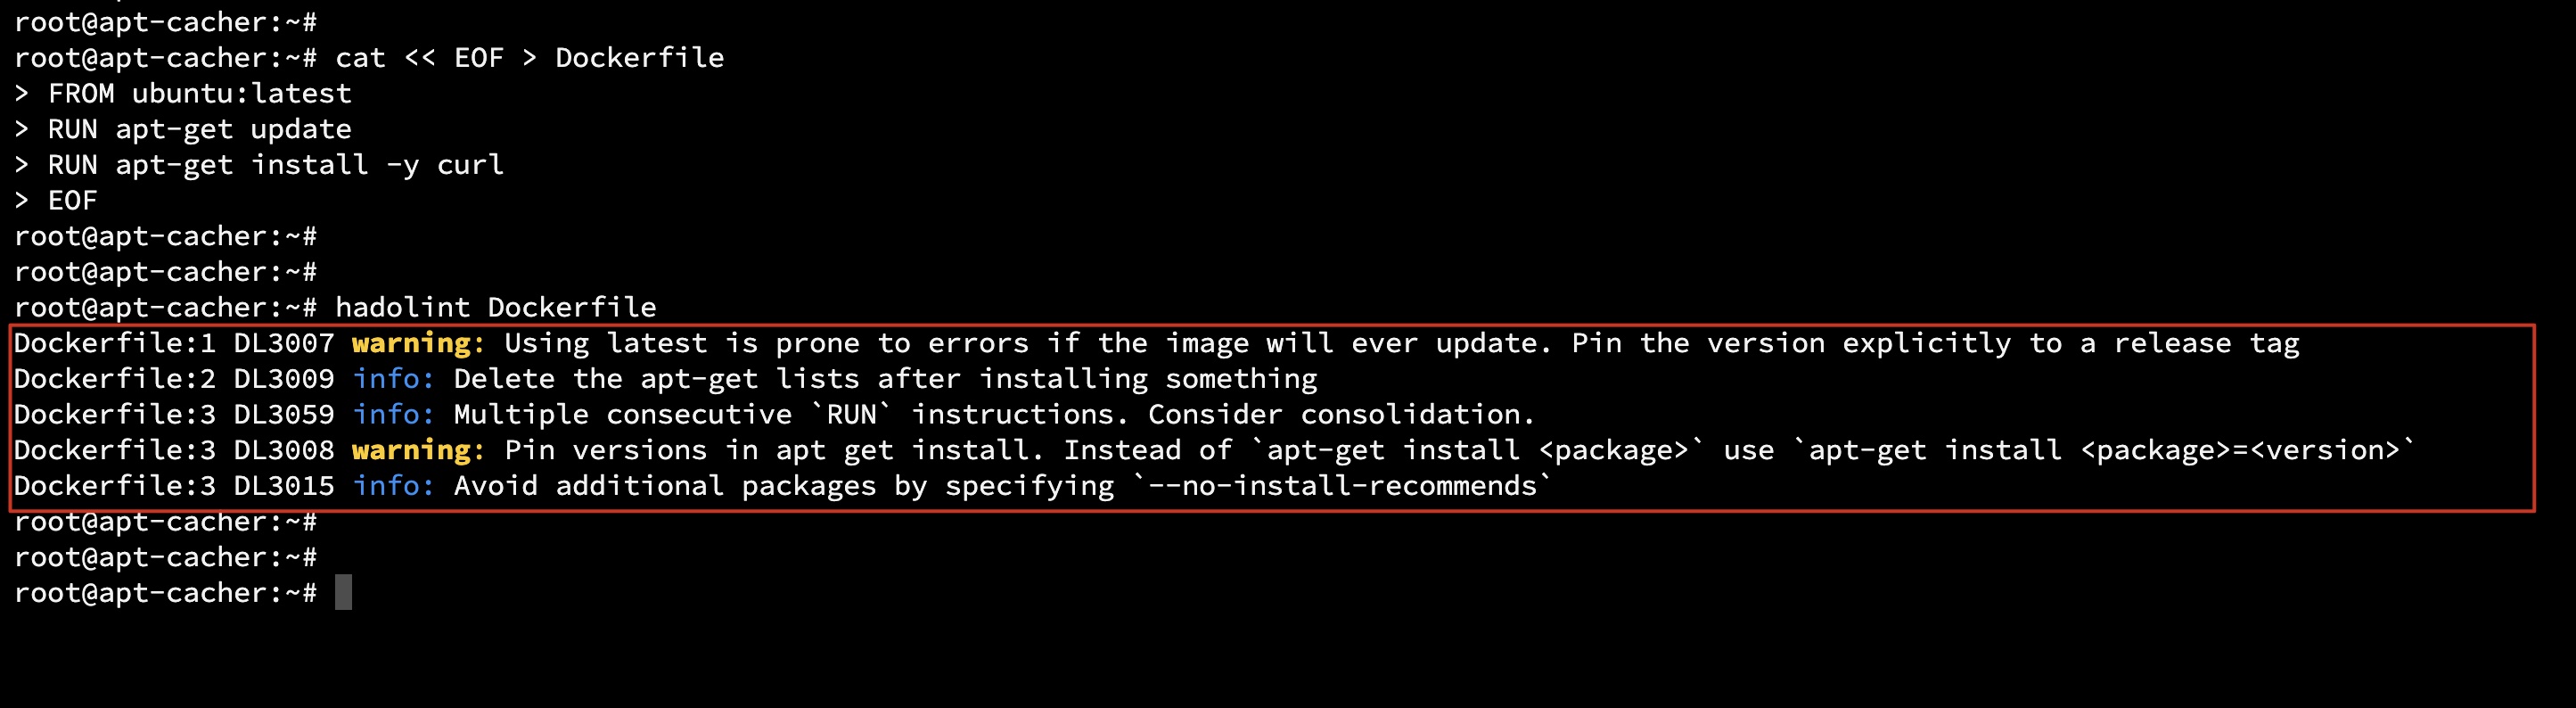 root@apt-cacher:~#
root@apt-cacher:~# cat << EOF > Dockerfile
> FROM ubuntu:latest
> RUN apt-get update
> RUN apt-get install -y curl
> EOF
root@apt-cacher:~#
root@apt-cacher:~#
root@apt-cacher:~# hadolint Dockerfile
Dockerfile:1 DL3007 warning: Using latest is prone to errors if the image will ever update. Pin the version explicitly to a release tag
Dockerfile:2 DL3009 info: Delete the apt-get lists after installing something
Dockerfile:3 DL3059 info: Multiple consecutive `RUN` instructions. Consider consolidation.
Dockerfile:3 DL3008 warning: Pin versions in apt get install. Instead of `apt-get install <package>` use `apt-get install <package>=<version>`
Dockerfile:3 DL3015 info: Avoid additional packages by specifying `--no-install-recommends`
root@apt-cacher:~#
root@apt-cacher:~#
root@apt-cacher:~#